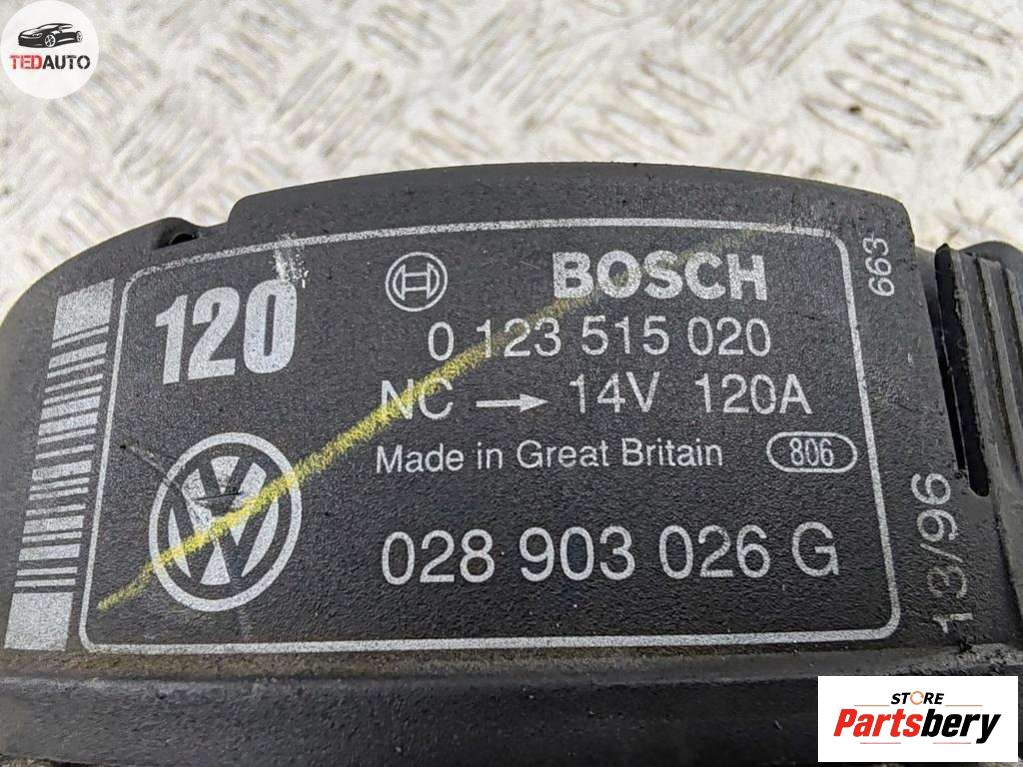 TEDAUTO
120
BOSCH
0 123 515 020
NC → 14V 120A
Made in Great Britain 806
028 903 026 G
663
13/96
STORE
Partsbery